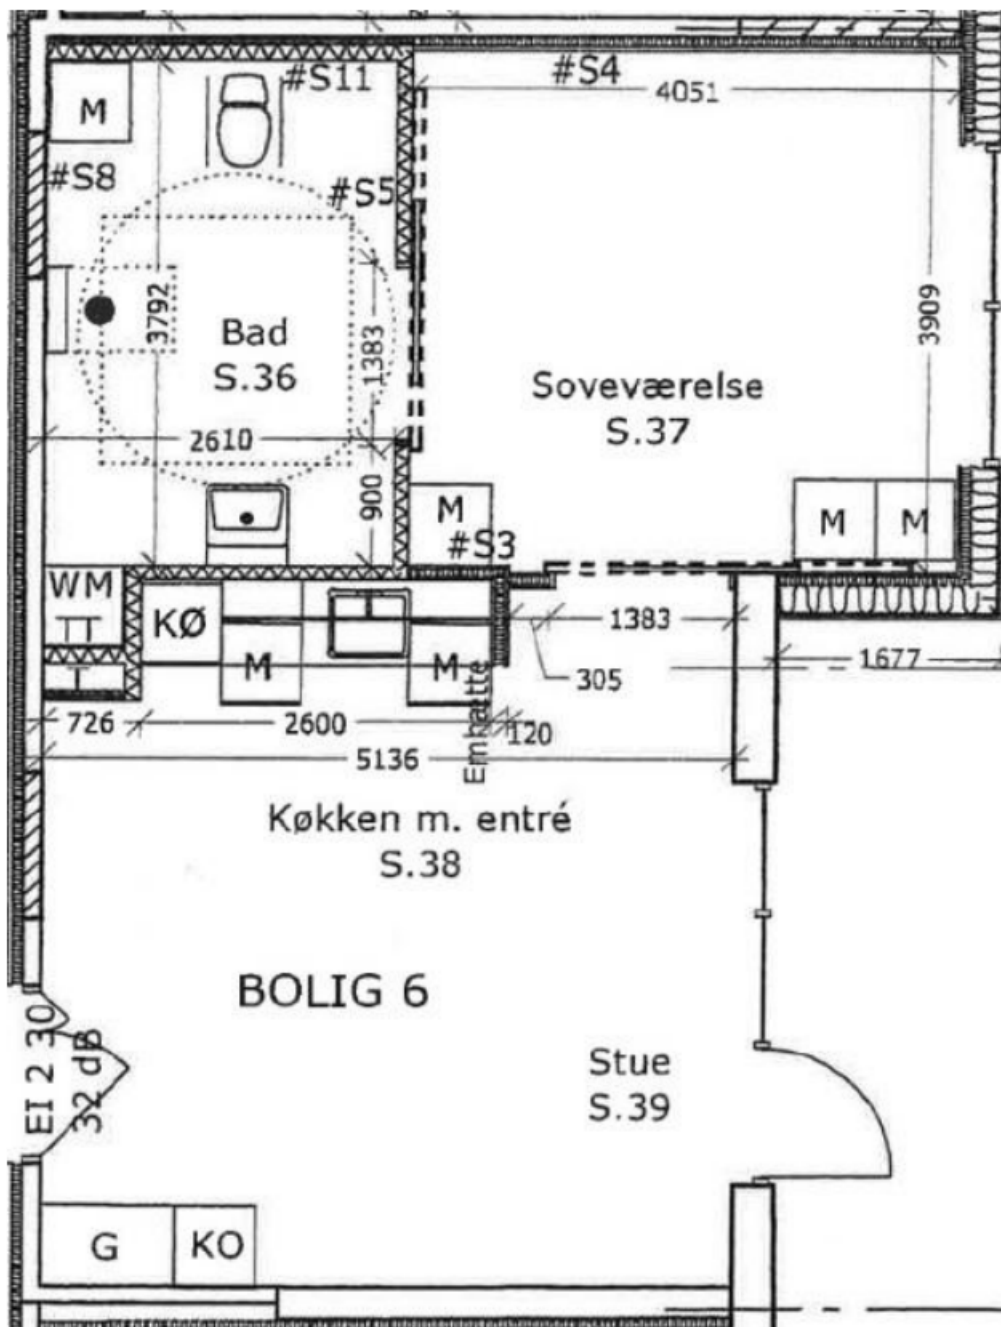 #S11
#S4
4051
M
#S8
#S5
3792
1383
3909
Bad
S.36
Soveværelse
S.37
2610
900
M
#S3
M
M
WM
KØ
M
M
1383
305
1677
Emhætte
726
2600
120
5136
Køkken m. entré
S.38
BOLIG 6
EI 2 30
32 dB
Stue
S.39
G
KO